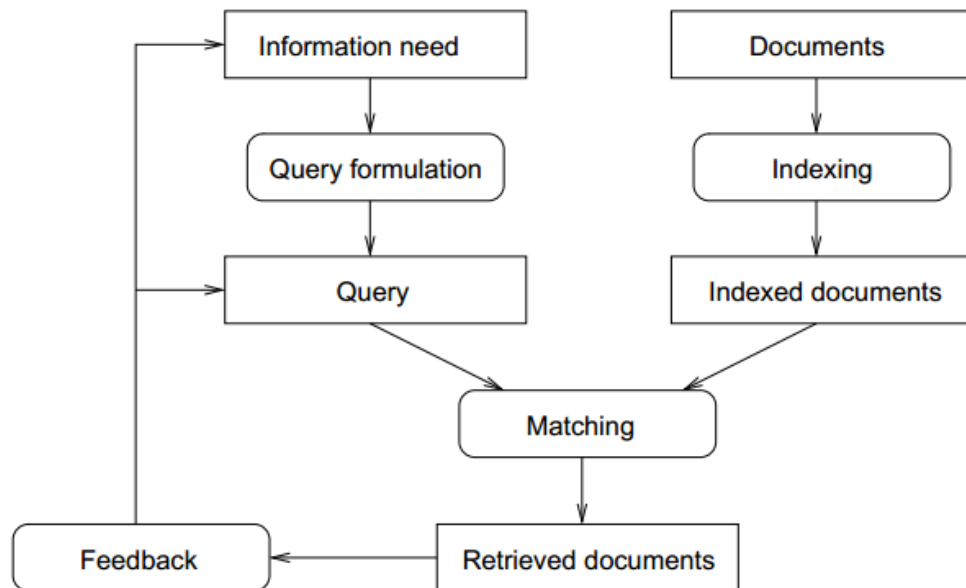 Information need
Documents
Query formulation
Indexing
Query
Indexed documents
Matching
Feedback
Retrieved documents